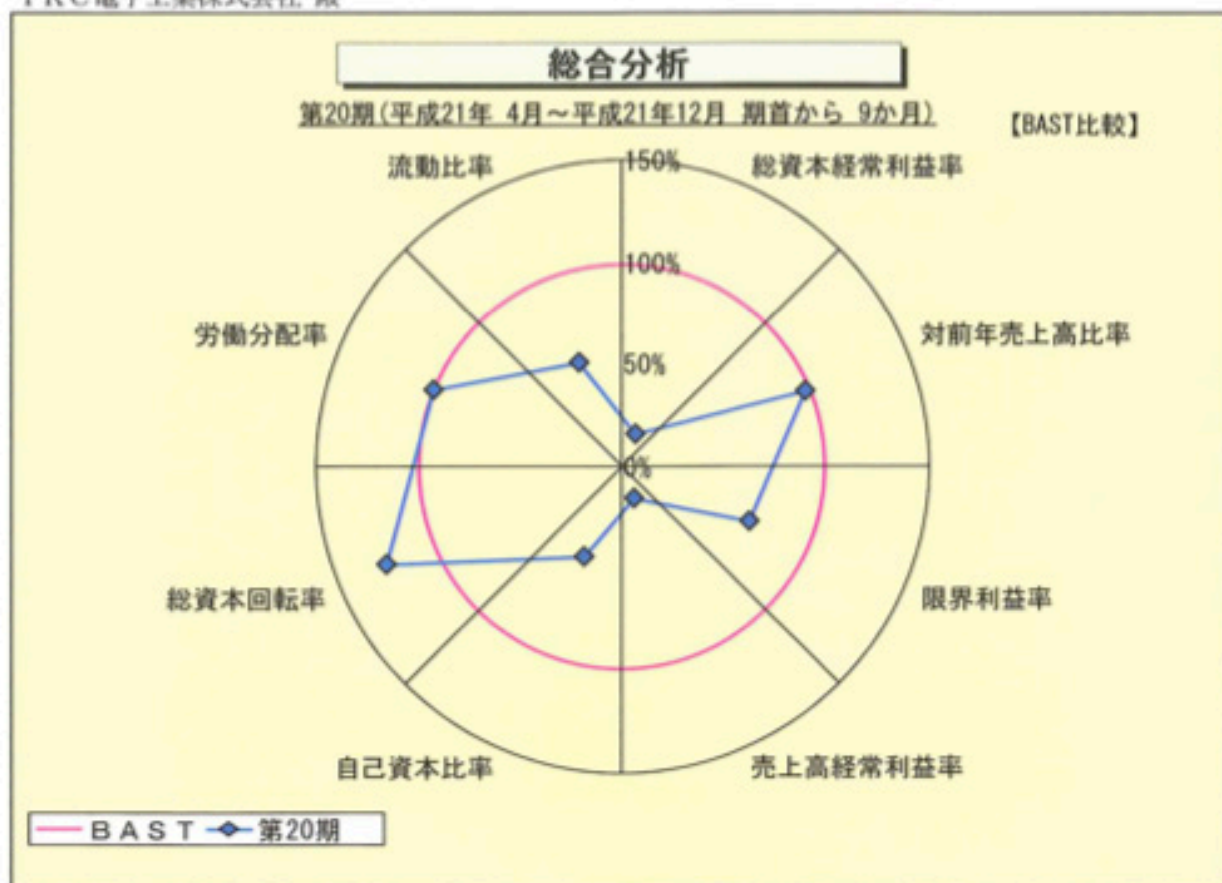 総合分析
第20期(平成21年 4月～平成21年12月 期首から 9か月)
【BAST比較】
流動比率
150%
総資本経常利益率
100%
労働分配率
対前年売上高比率
50%
0%
総資本回転率
限界利益率
自己資本比率
売上高経常利益率
BAST
第20期